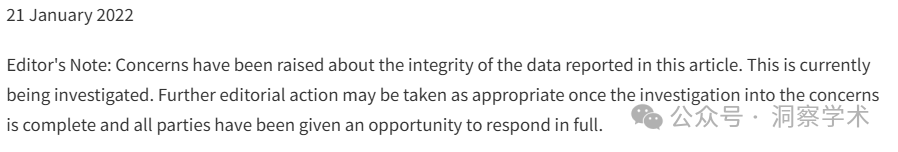 21 January 2022
Editor's Note: Concerns have been raised about the integrity of the data reported in this article. This is currently
being investigated. Further editorial action may be taken as appropriate once the investigation into the concerns
is complete and all parties have been given an opportunity to respond in full.
公众号 · 洞察学术